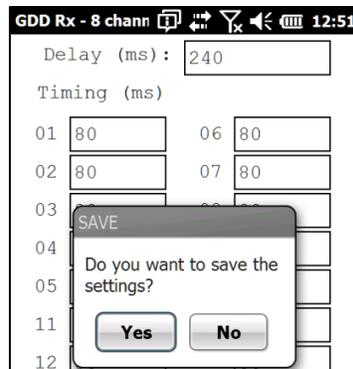 GDD Rx - 8 chann 12:51
Delay (ms): 240
Timing (ms)
01 80 06 80
02 80 07 80
03
04
05
11
12
SAVE
Do you want to save the
settings?
Yes No